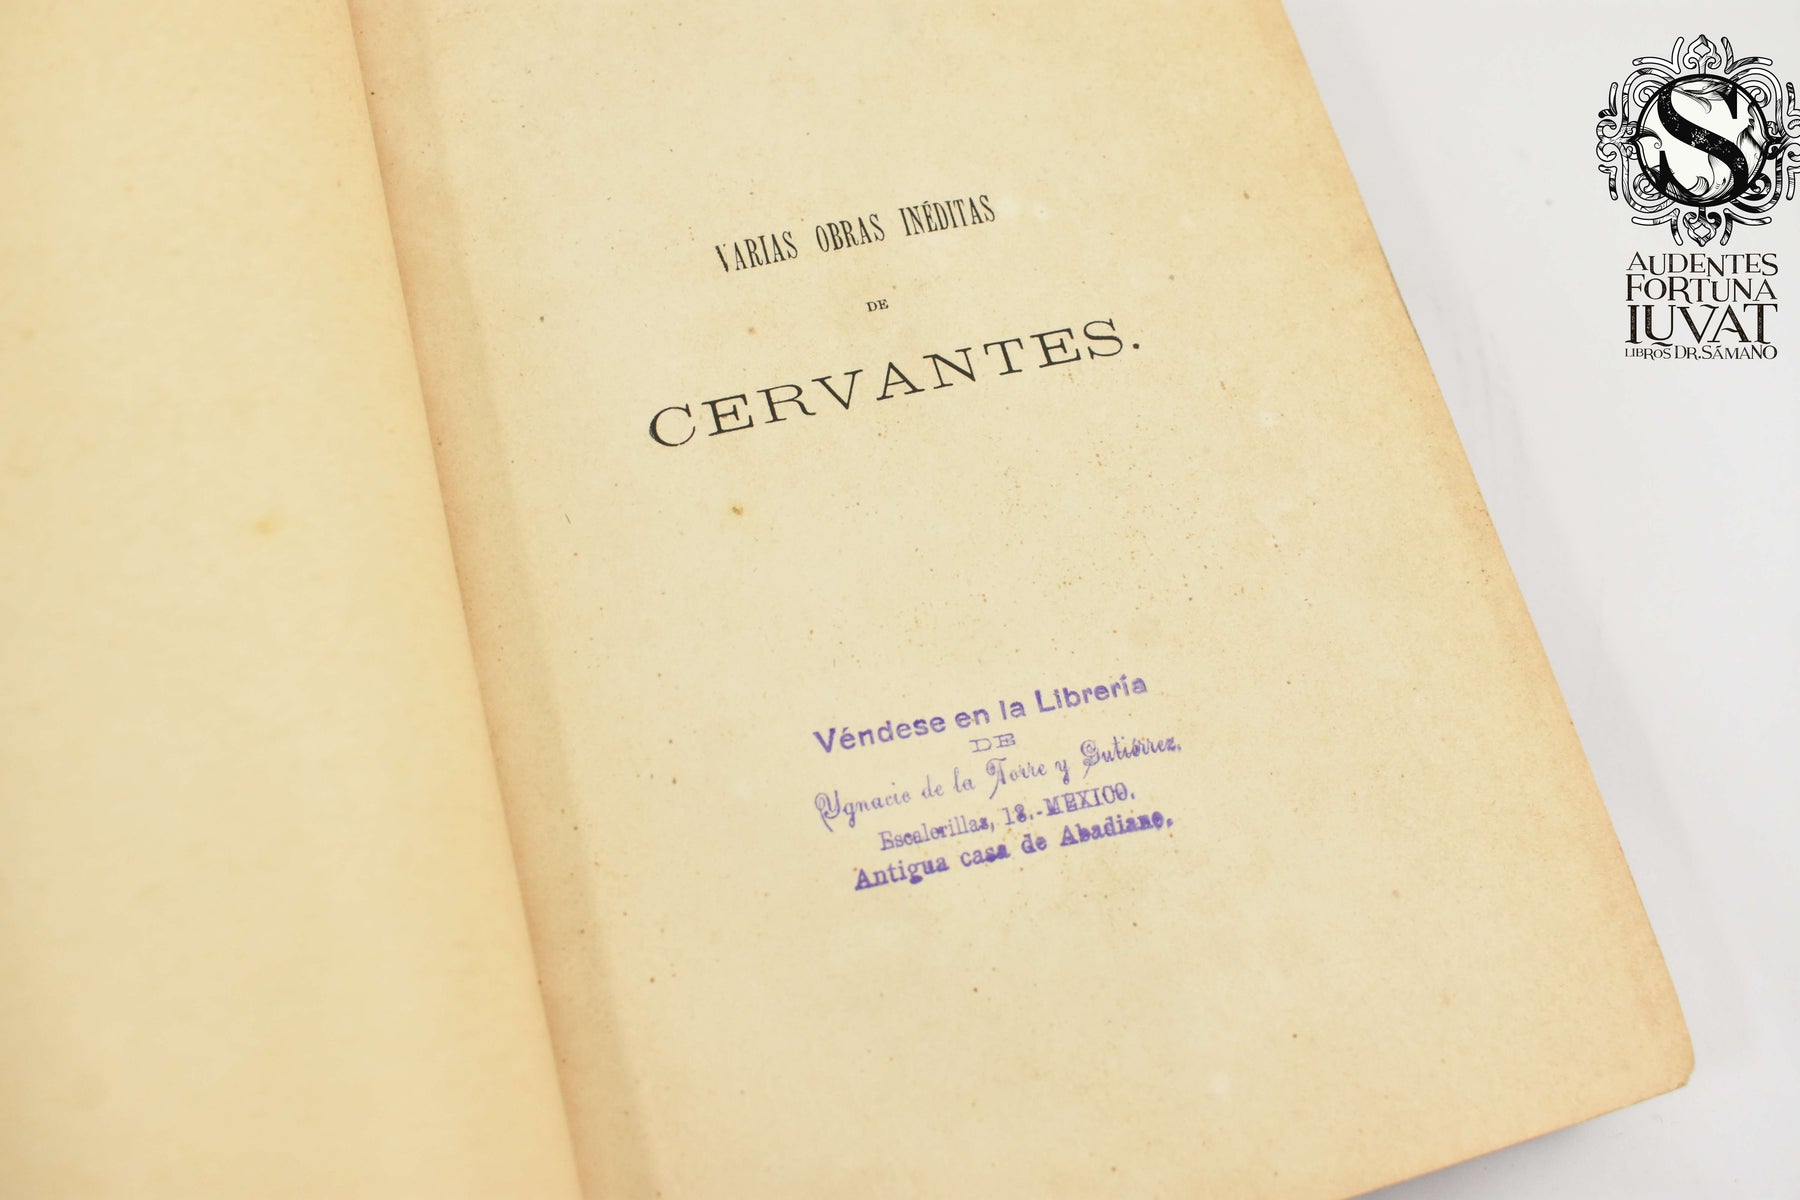 VARIAS OBRAS INÉDITAS
DE
CERVANTES.
Véndese en la Librería
DE
Ygnacio de la Torre y Gutiérrez.
Escalerillas, 13.-MEXICO.
Antigua casa de Abadiano.
S
AUDENTES
FORTUNA
IUVAT
LIBROS DR. SÁMANO